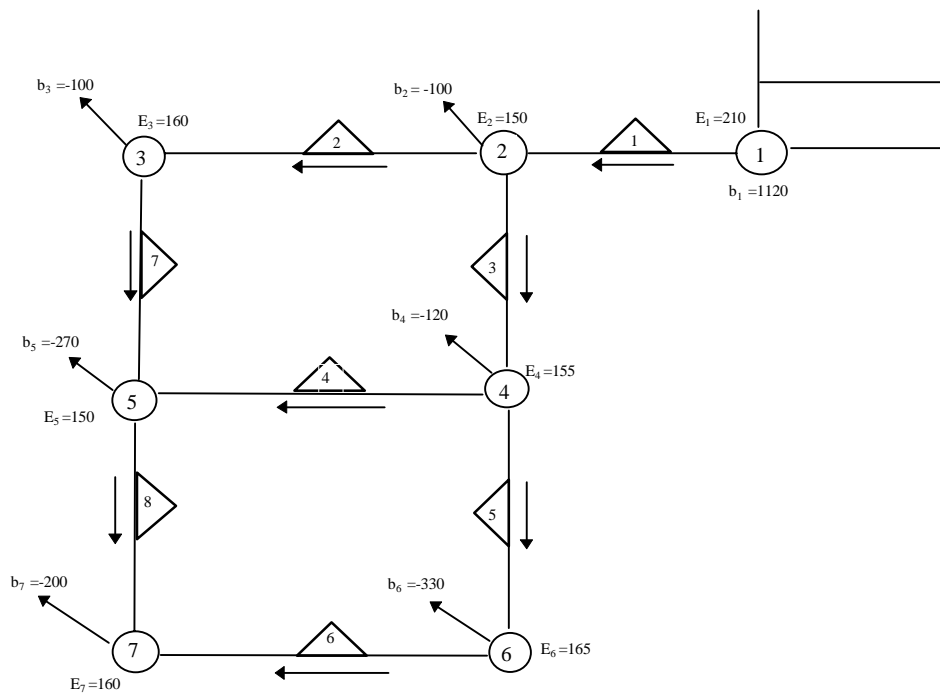 b₃ =-100
b₂ =-100
E₃ =160
E₂ =150
E₁ =210
2
1
3
2
1
b₁ =1120
7
3
b₅ =-270
b₄ =-120
4
E₄ =155
5
4
E₅ =150
8
5
b₇ =-200
b₆ =-330
6
7
6
E₆ =165
E₇ =160